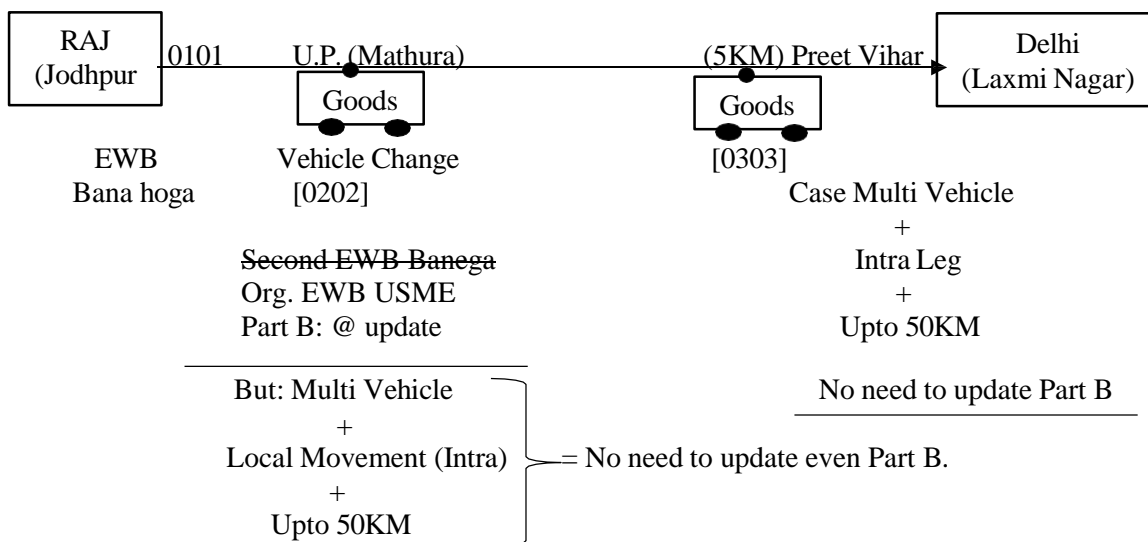 RAJ
(Jodhpur
0101
U.P. (Mathura)
(5KM) Preet Vihar
Delhi
(Laxmi Nagar)
Goods
Goods
EWB
Bana hoga
Vehicle Change
[0202]
[0303]
Case Multi Vehicle
+
Intra Leg
+
Upto 50KM
Second EWB Banega
Org. EWB USME
Part B: @ update
No need to update Part B
But: Multi Vehicle
+
Local Movement (Intra)
+
Upto 50KM
= No need to update even Part B.